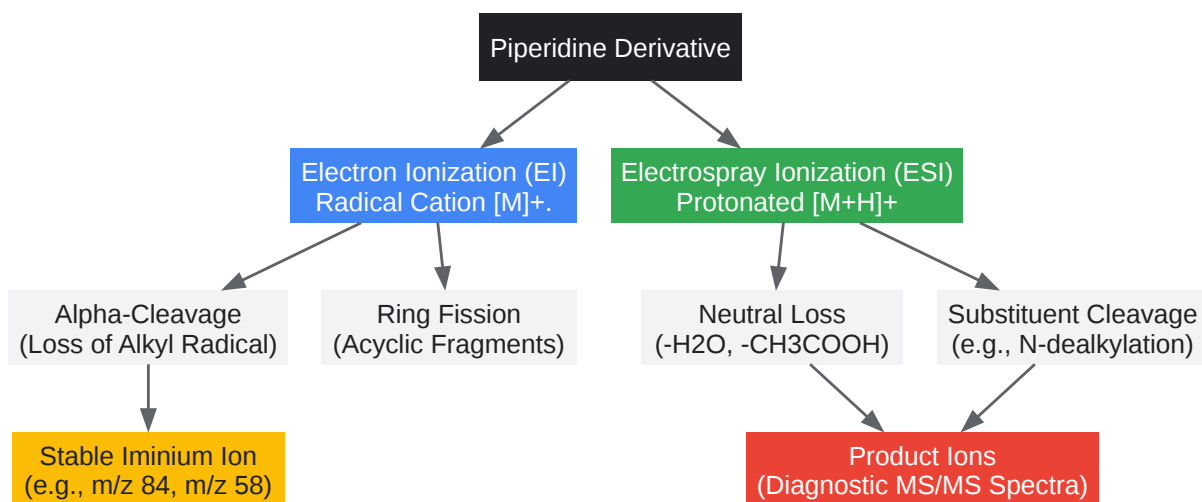 Piperidine Derivative
Electron Ionization (EI)
Radical Cation [M]+.
Electrospray Ionization (ESI)
Protonated [M+H]+
Alpha-Cleavage
(Loss of Alkyl Radical)
Ring Fission
(Acyclic Fragments)
Neutral Loss
(-H2O, -CH3COOH)
Substituent Cleavage
(e.g., N-dealkylation)
Stable Iminium Ion
(e.g., m/z 84, m/z 58)
Product Ions
(Diagnostic MS/MS Spectra)